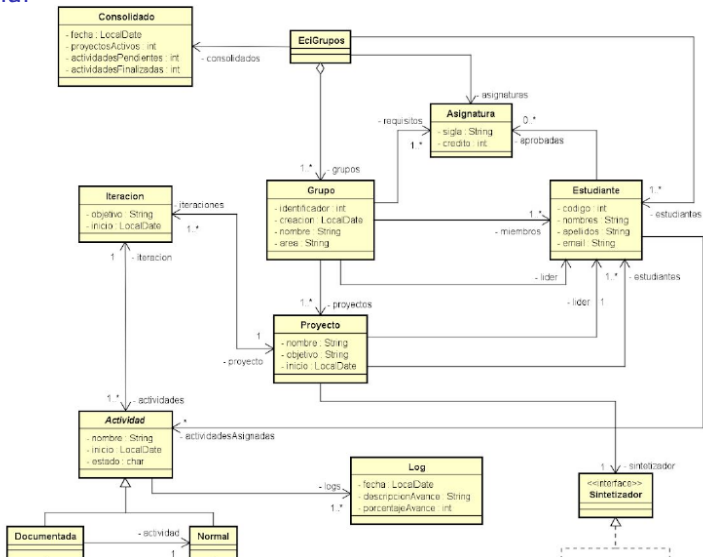 Consolidado
- fecha : LocalDate
- proyectosActivos : int
- actividadesPendientes : int
- actividadesFinalizadas : int
EciGrupos
- consolidados
- asignaturas
Asignatura
- sigla : String
- credito : int
- requisitos
1..*
0..*
- aprobadas
1..*
- grupos
Grupo
- identificador : int
- creacion : LocalDate
- nombre : String
- area : String
Estudiante
- codigo : int
- nombres : String
- apelidos : String
- email : String
1..*
- estudiantes
Iteracion
- objetivo : String
- inicio : LocalDate
- iteraciones
1..*
1..*
- miembros
1
- iteracion
- lider
- lider
1
1..*
- estudiantes
1..*
- proyectos
Proyecto
- nombre : String
- objetivo : String
- inicio : LocalDate
1
- proyecto
1..*
- actividades
Actividad
- nombre : String
- inicio : LocalDate
- estado : char
*
- actividadesAsignadas
Log
- fecha : LocalDate
- descripcionAvance : String
- porcentajeAvance : int
- logs
1..*
1
- sintetizador
<<interface>>
Sintetizador
Documentada
- actividad
1
Normal